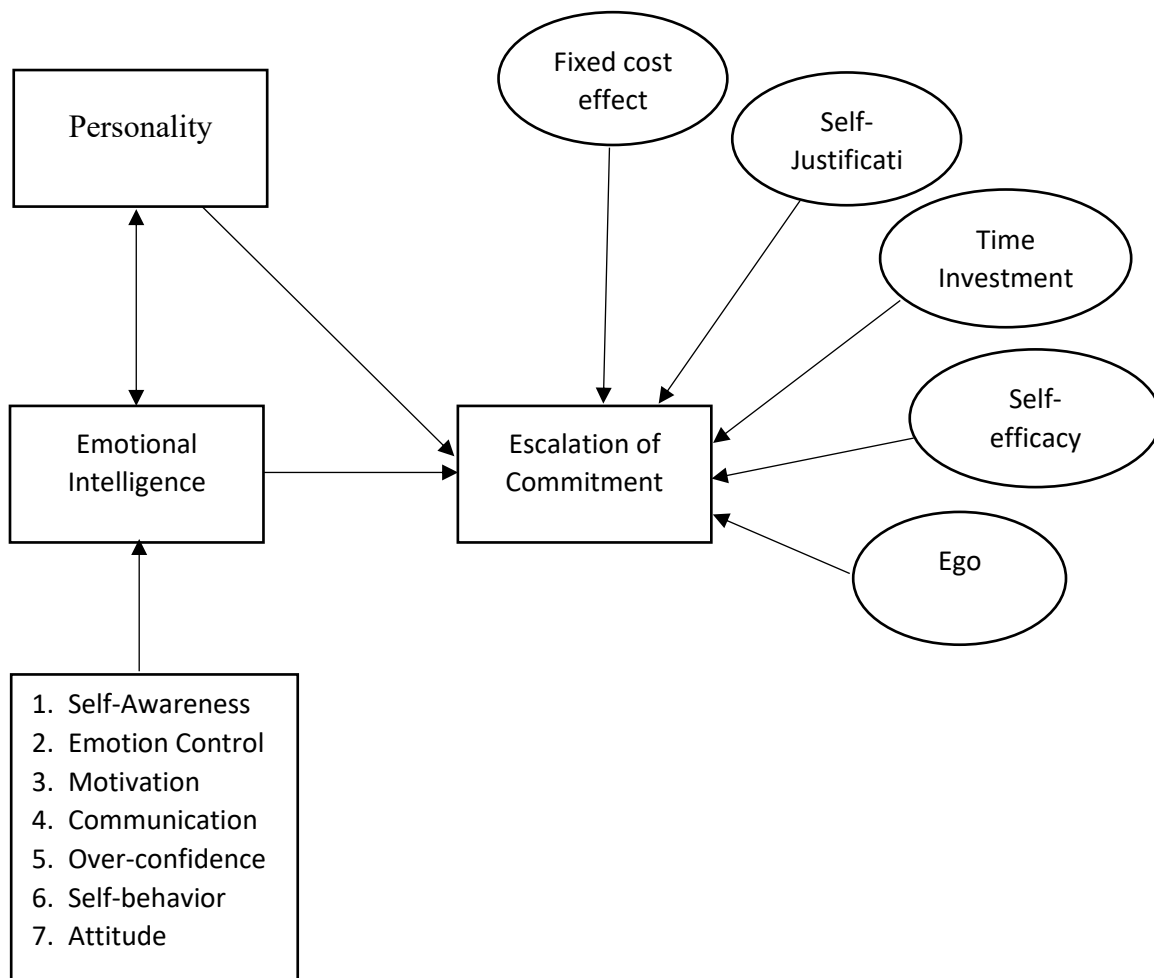 Personality
Fixed cost
effect
Self-
Justificati
Time
Investment
Emotional
Intelligence
Escalation of
Commitment
Self-
efficacy
Ego
1. Self-Awareness
2. Emotion Control
3. Motivation
4. Communication
5. Over-confidence
6. Self-behavior
7. Attitude